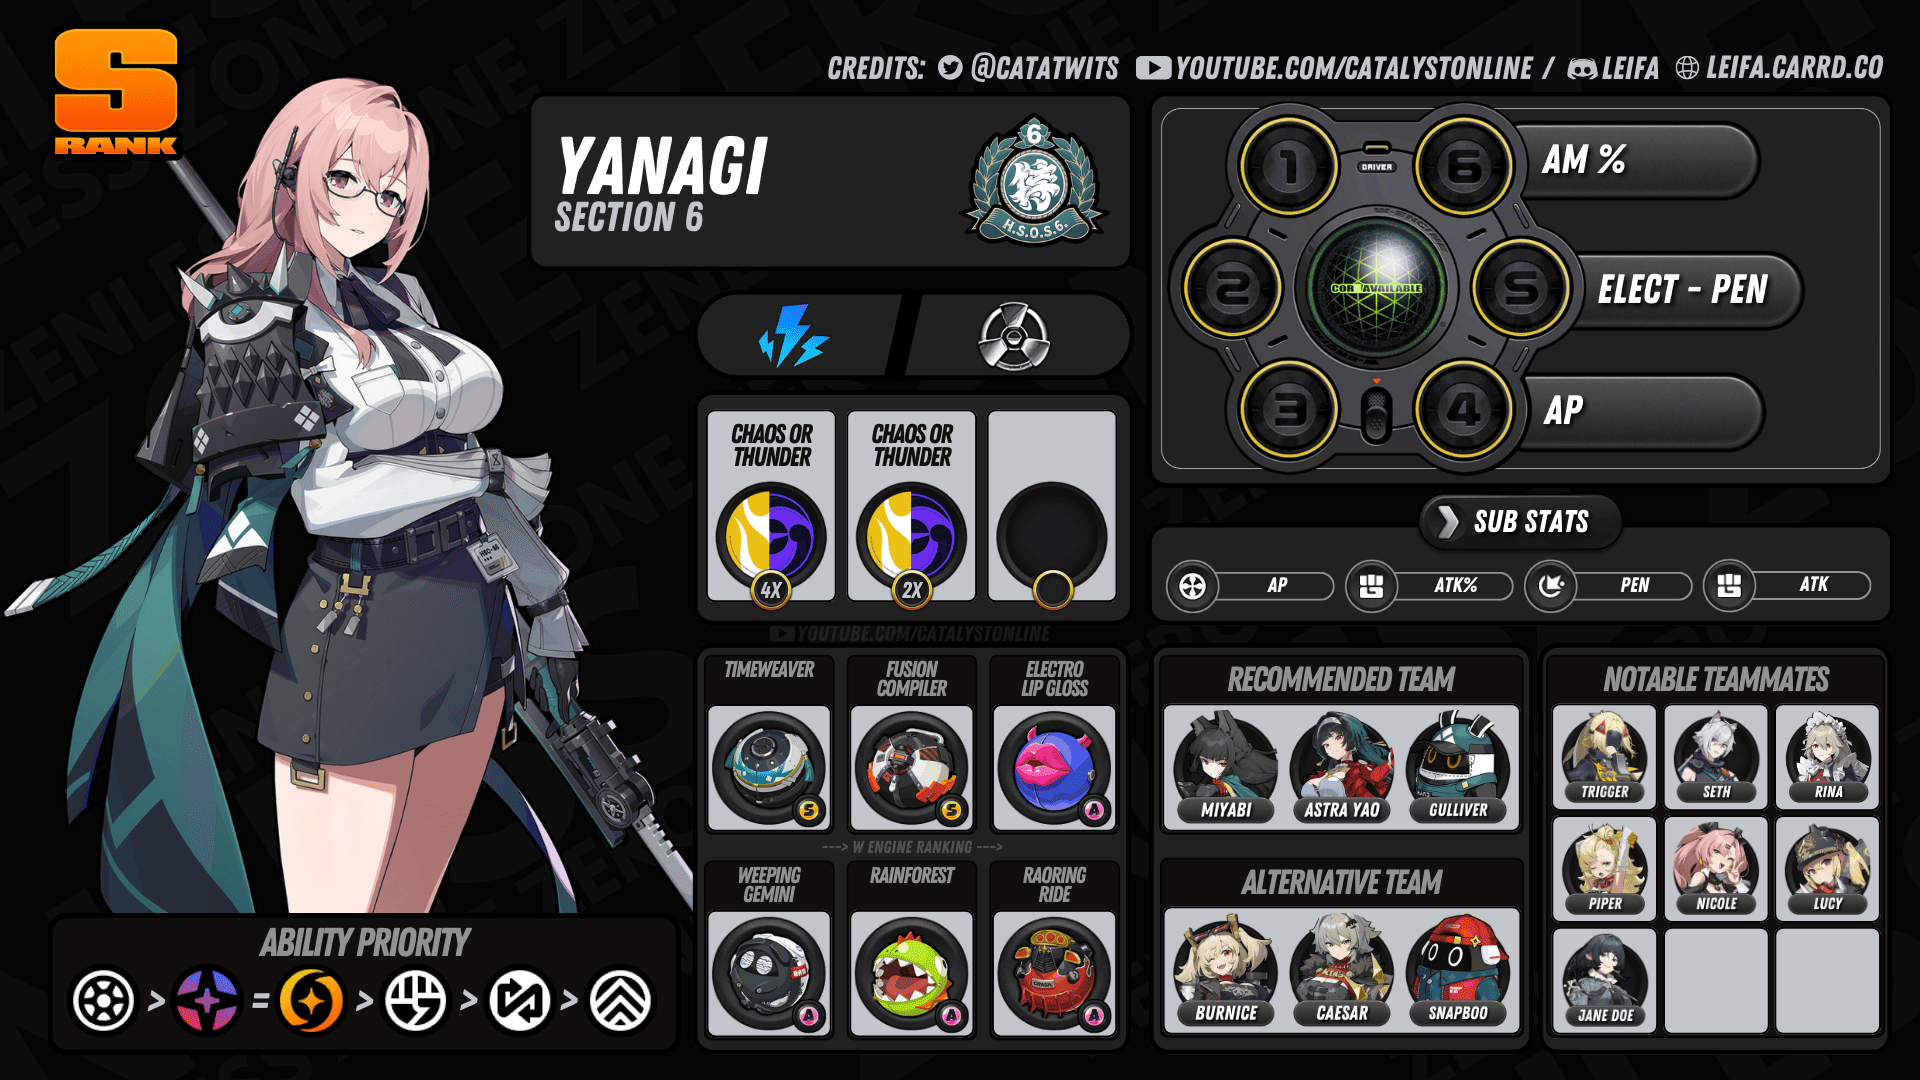 S
RANK
CREDITS: @CATATWITS YOUTUBE.COM/CATALYSTONLINE / LEIFA LEIFA.CARRD.CO
YANAGI
SECTION 6
6
H.S.O.S.6.
CHAOS OR
THUNDER
4X
CHAOS OR
THUNDER
2X
YOUTUBE.COM/CATALYSTONLINE
1
2
3
4
5
6
DRIVER
W-ENGINE
AM %
ELECT - PEN
AP
SUB STATS
AP
ATK%
PEN
ATK
TIMEWEAVER
S
FUSION
COMPILER
S
ELECTRO
LIP GLOSS
A
---> W ENGINE RANKING --->
WEEPING
GEMINI
A
RAINFOREST
A
RAORING
RIDE
A
RECOMMENDED TEAM
MIYABI
ASTRA YAO
GULLIVER
ALTERNATIVE TEAM
BURNICE
CAESAR
SNAPBOO
NOTABLE TEAMMATES
TRIGGER
SETH
RINA
PIPER
NICOLE
LUCY
JANE DOE
ABILITY PRIORITY
> = > > >